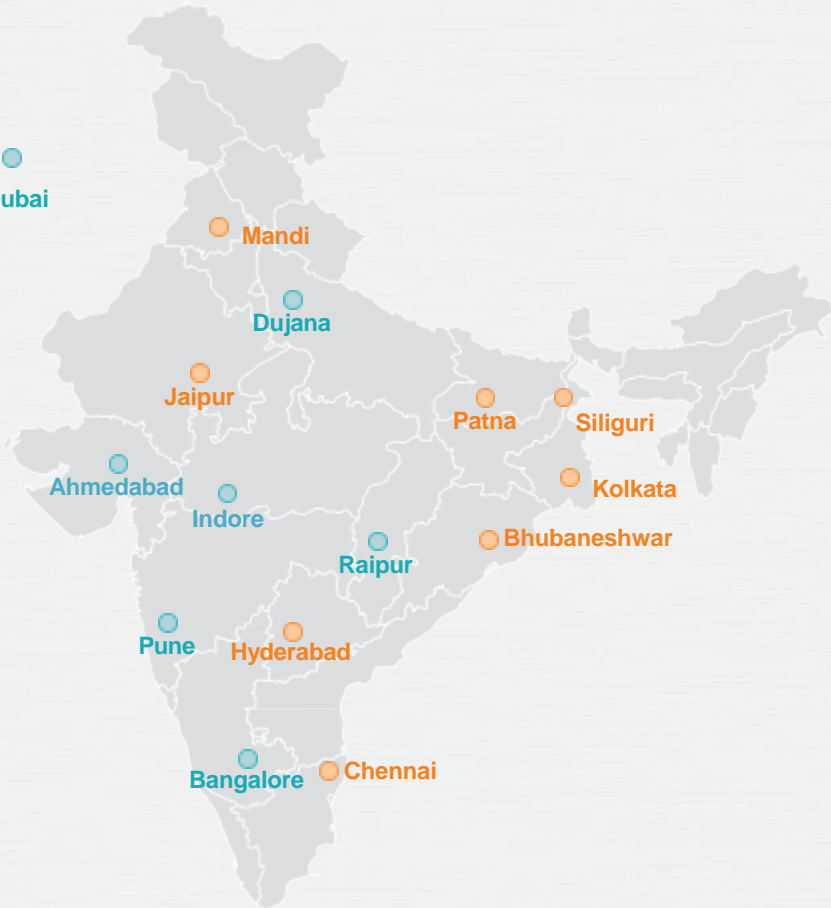 ubai
Mandi
Dujana
Jaipur
Patna
Siliguri
Ahmedabad
Kolkata
Indore
Bhubaneshwar
Raipur
Pune
Hyderabad
Chennai
Bangalore